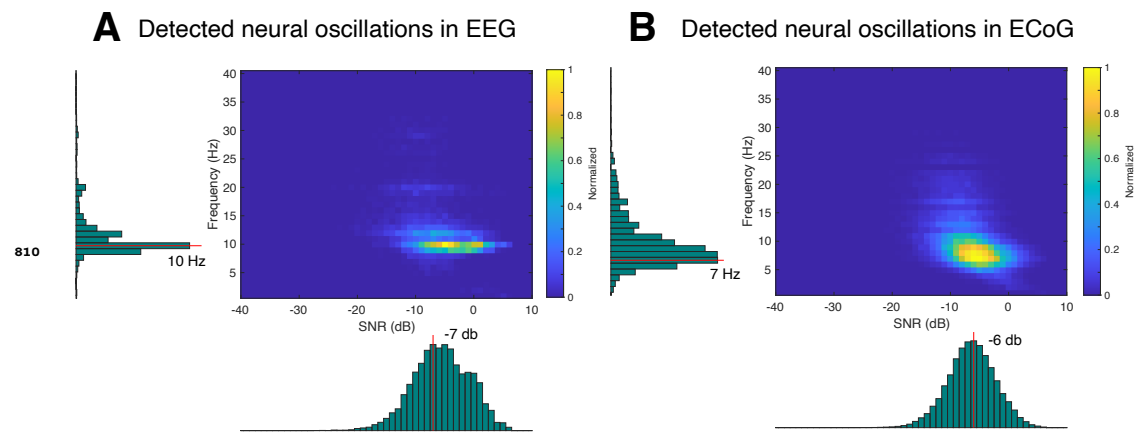 A Detected neural oscillations in EEG
B Detected neural oscillations in ECoG
810
10 Hz
Frequency (Hz)
40
35
30
25
20
15
10
5
-40 -30 -20 -10 0 10
SNR (dB)
1
0.8
0.6
0.4
0.2
0
Normalized
-7 db
7 Hz
Frequency (Hz)
40
35
30
25
20
15
10
5
-40 -30 -20 -10 0 10
SNR (dB)
1
0.8
0.6
0.4
0.2
0
Normalized
-6 db